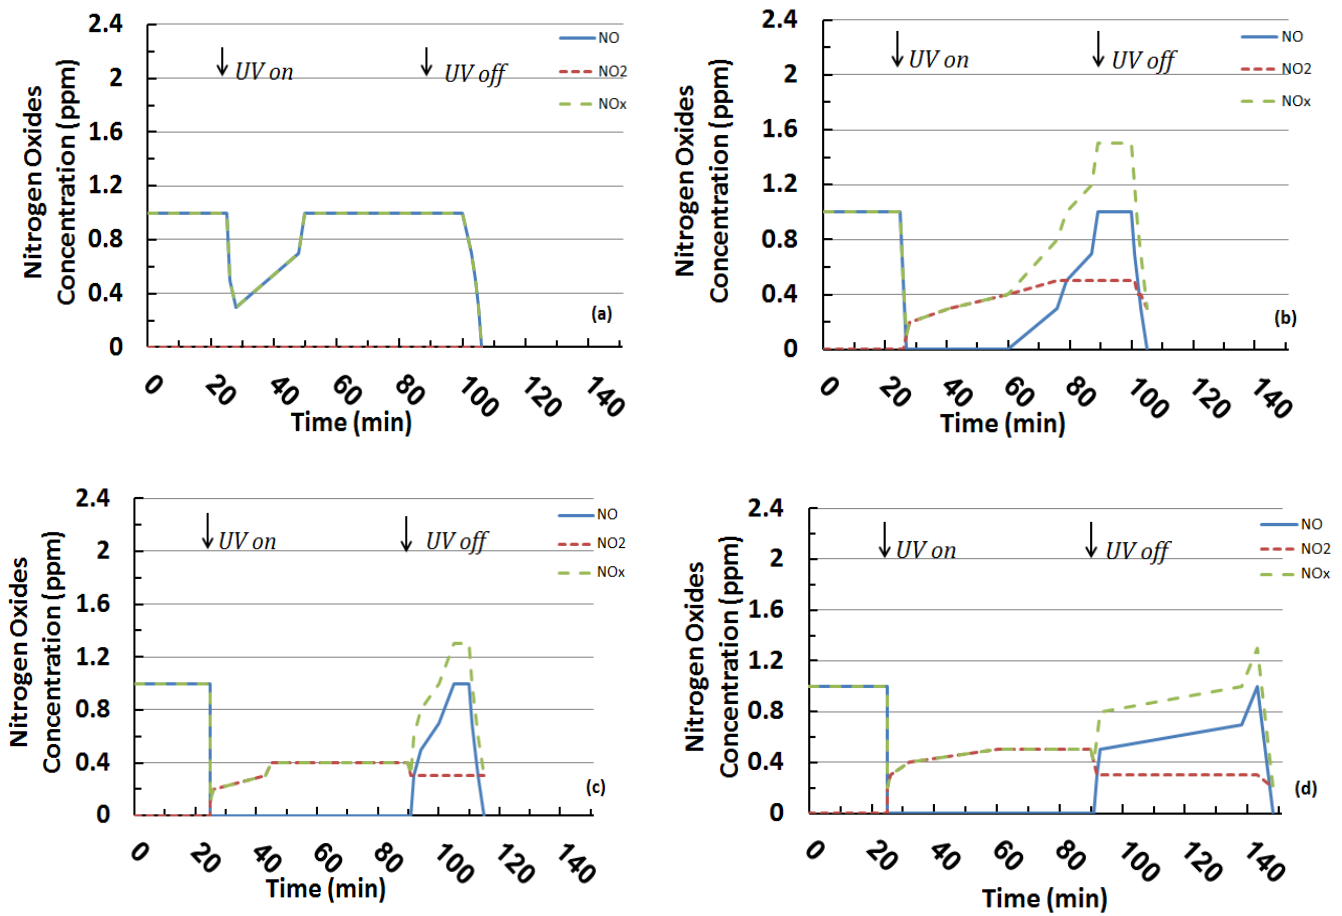 Nitrogen Oxides
Concentration (ppm)
2.4
2
1.6
1.2
0.8
0.4
0
UV on
UV off
NO
NO2
NOx
(a)
0 20 40 60 80 100 120 140
Time (min)
Nitrogen Oxides
Concentration (ppm)
2.4
2
1.6
1.2
0.8
0.4
0
UV on
UV off
NO
NO2
NOx
(b)
0 20 40 60 80 100 120 140
Time (min)
Nitrogen Oxides
Concentration (ppm)
2.4
2
1.6
1.2
0.8
0.4
0
UV on
UV off
NO
NO2
NOx
(c)
0 20 40 60 80 100 120 140
Time (min)
Nitrogen Oxides
Concentration (ppm)
2.4
2
1.6
1.2
0.8
0.4
0
UV on
UV off
NO
NO2
NOx
(d)
0 20 40 60 80 100 120 140
Time (min)